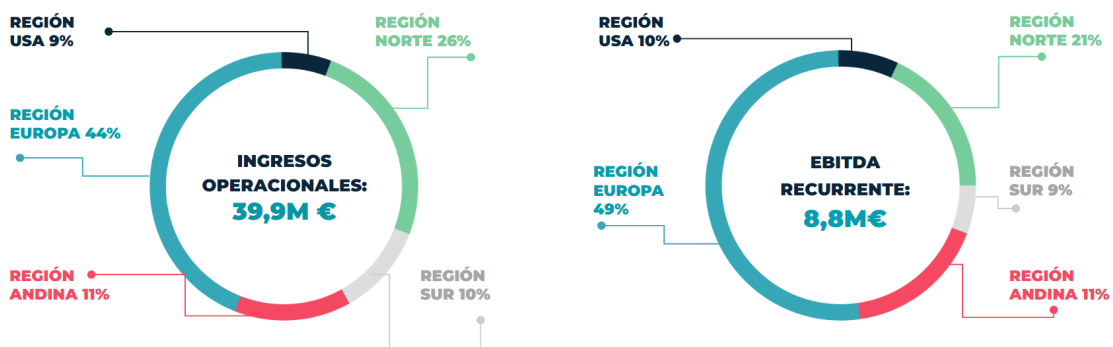 REGIÓN
USA 9%
REGIÓN
NORTE 26%
REGIÓN
EUROPA 44%
INGRESOS
OPERACIONALES:
39,9M €
REGIÓN
ANDINA 11%
REGIÓN
SUR 10%
REGIÓN
USA 10%
REGIÓN
NORTE 21%
REGIÓN
EUROPA
49%
EBITDA
RECURRENTE:
8,8M€
REGIÓN
SUR 9%
REGIÓN
ANDINA 11%